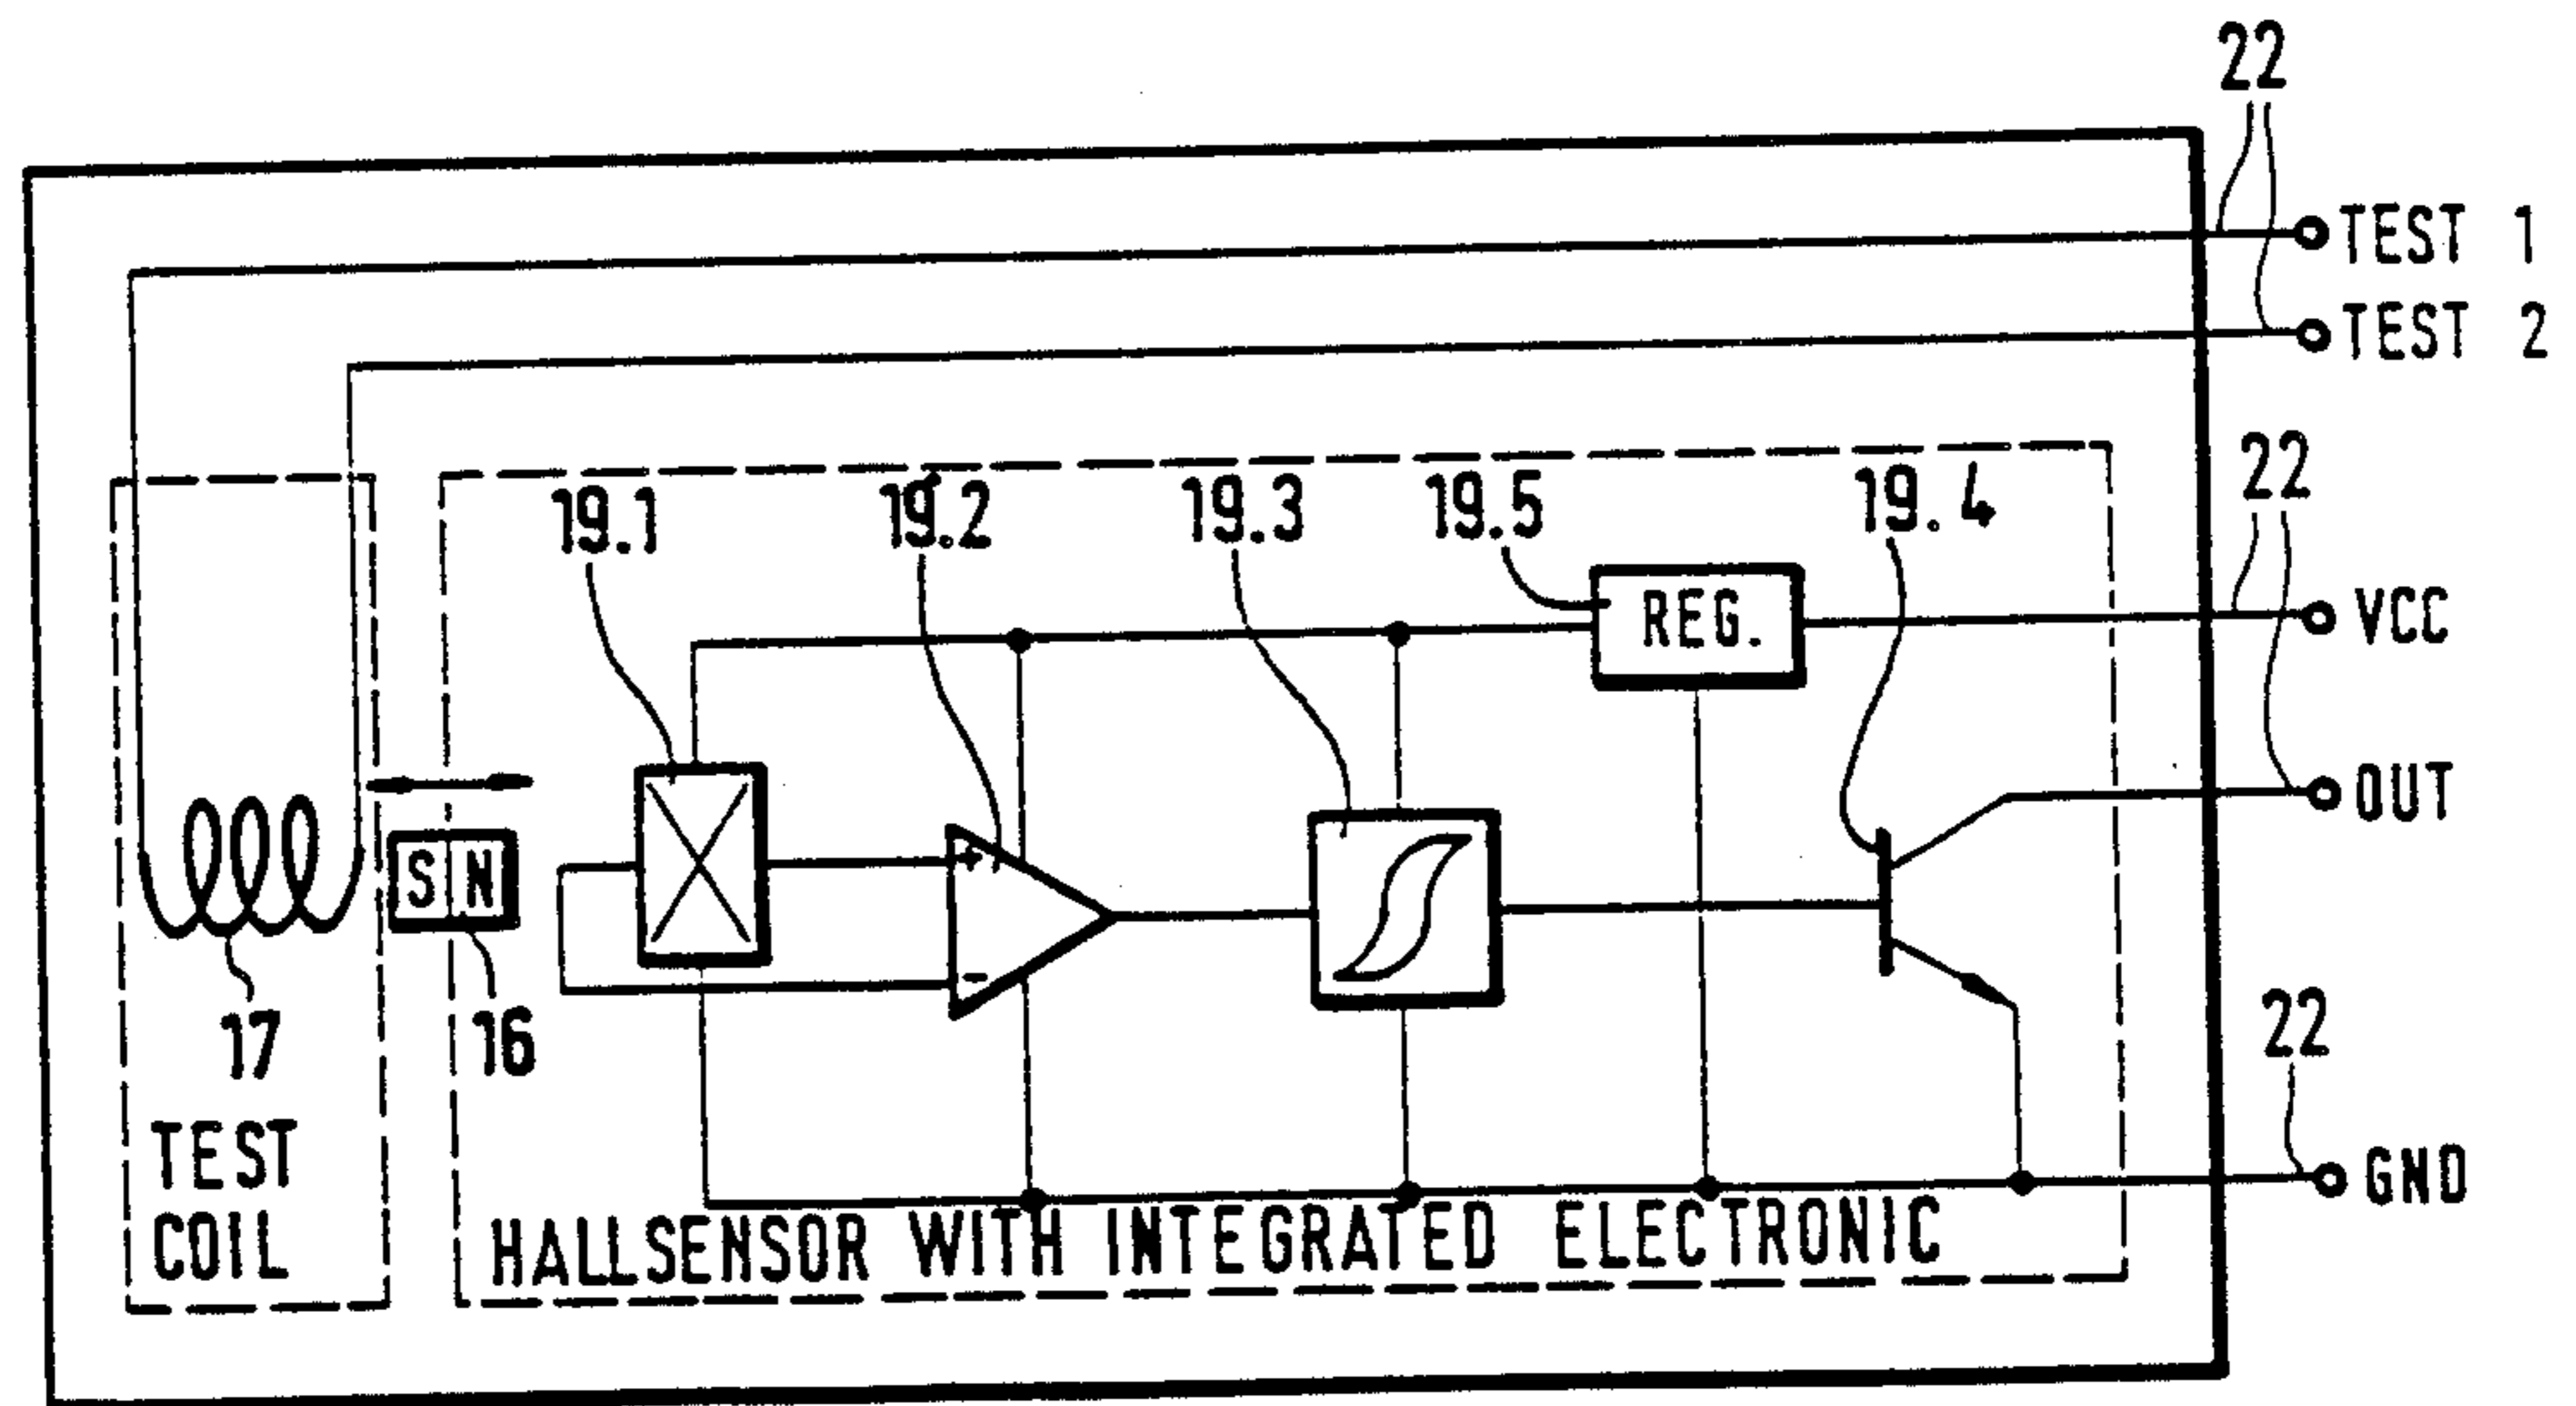 22
TEST 1
TEST 2
22
19.1 19.2 19.3 19.5 19.4
REG.
VCC
+
OUT
S N
-
22
17
16
GND
TEST
COIL
HALLSENSOR WITH INTEGRATED ELECTRONIC